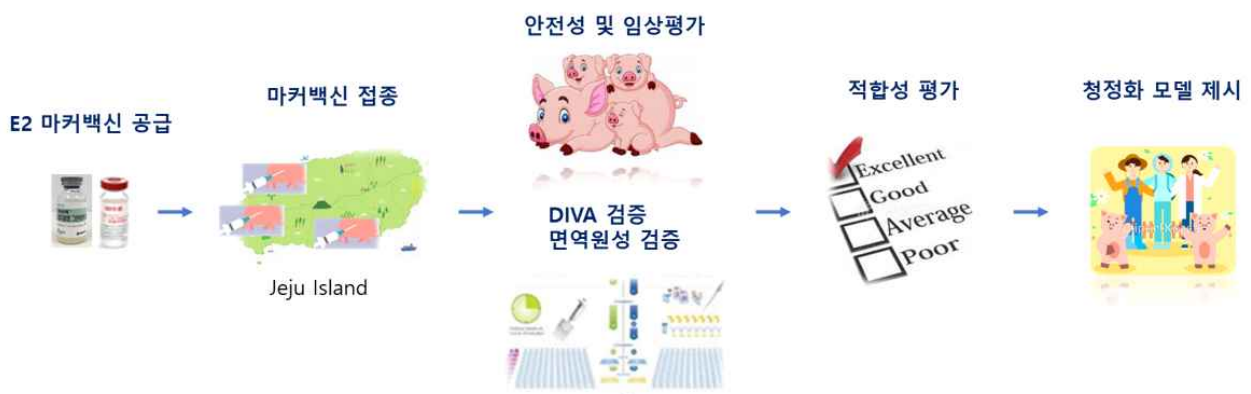 E2 마커백신 공급
마커백신 접종
Jeju Island
안전성 및 임상평가
DIVA 검증
면역원성 검증
적합성 평가
Excellent
Good
Average
Poor
청정화 모델 제시